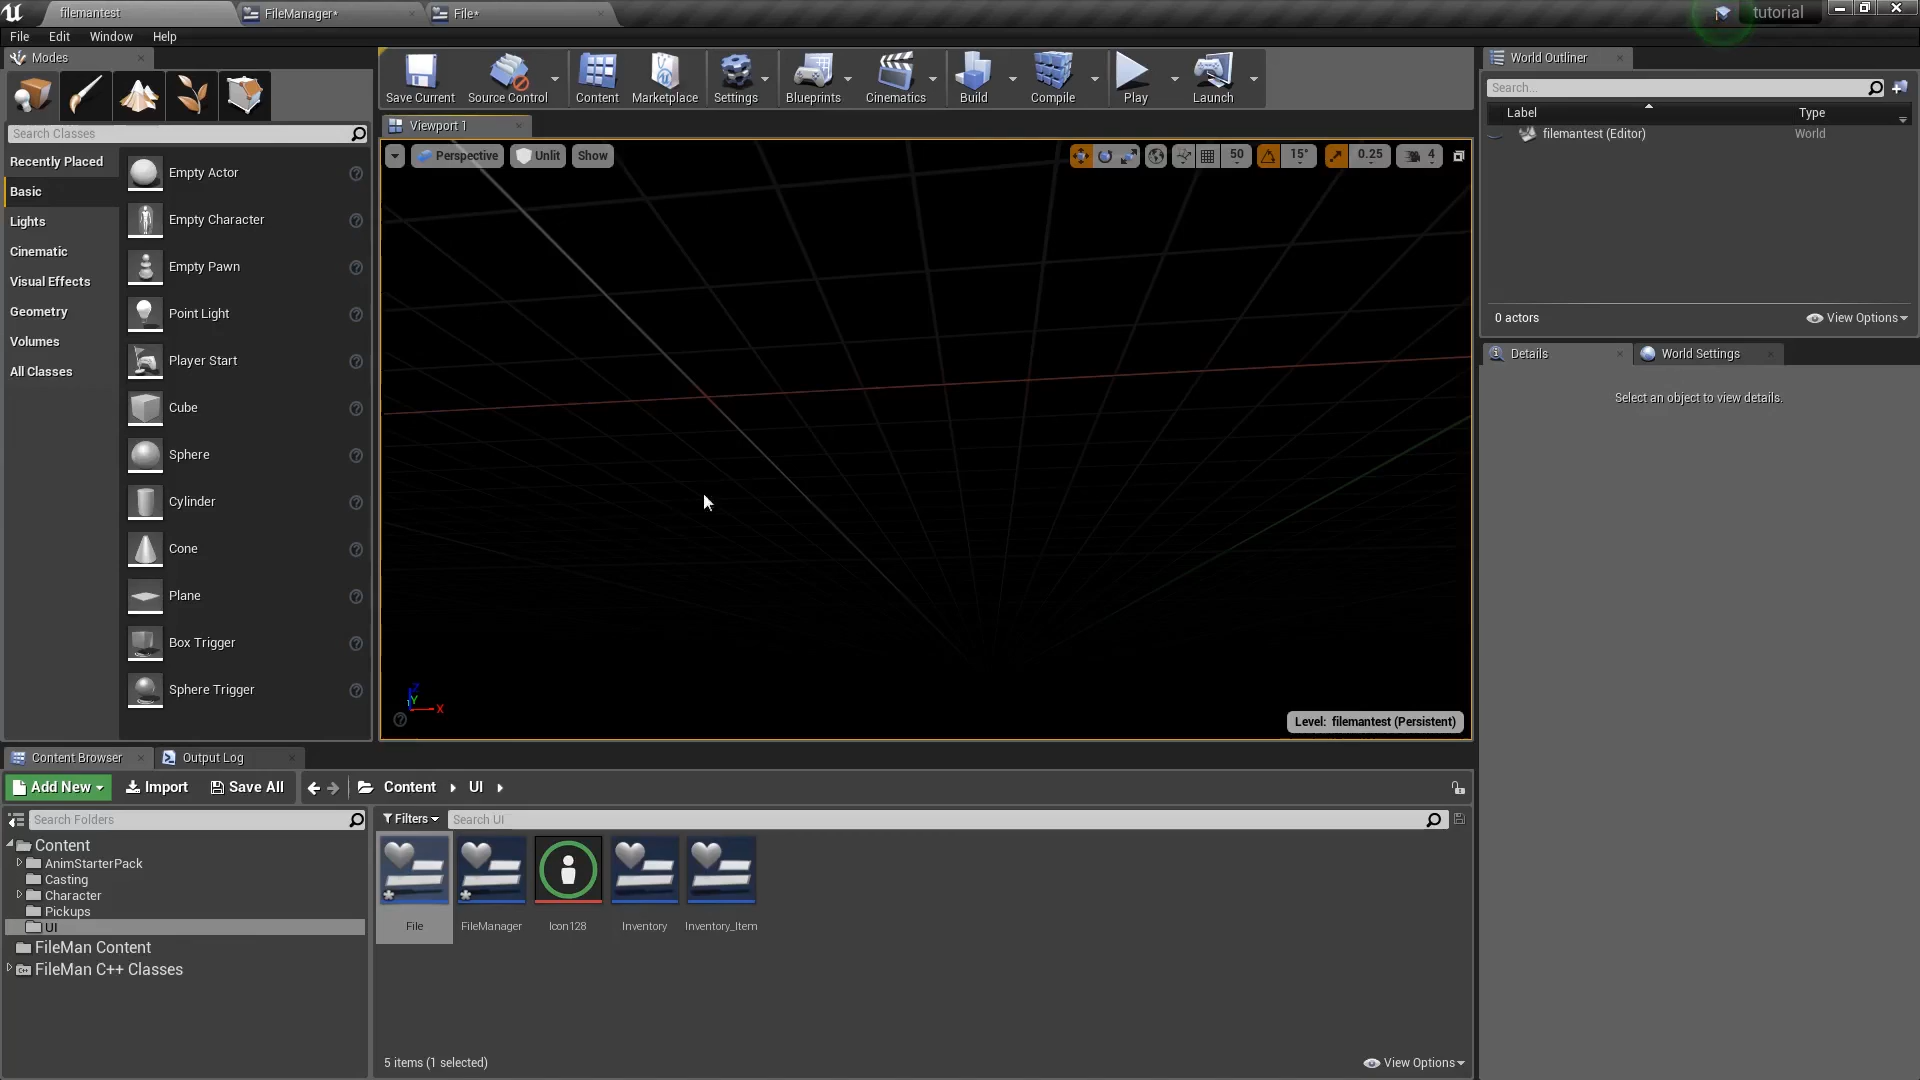 filemantest
FileManager*
File*
tutorial
File Edit Window Help
Modes
Search Classes
Recently Placed
Basic
Lights
Cinematic
Visual Effects
Geometry
Volumes
All Classes
Empty Actor
Empty Character
Empty Pawn
Point Light
Player Start
Cube
Sphere
Cylinder
Cone
Plane
Box Trigger
Sphere Trigger
Save Current
Source Control
Content
Marketplace
Settings
Blueprints
Cinematics
Build
Compile
Play
Launch
Viewport 1
Perspective
Unlit
Show
50
15°
0.25
4
Z
Y
X
Level: filemantest (Persistent)
World Outliner
Search...
Label Type
filemantest (Editor) World
0 actors
View Options
Details
World Settings
Select an object to view details.
Content Browser
Output Log
Add New
Import
Save All
Content
UI
Search Folders
Filters
Search UI
Content
AnimStarterPack
Casting
Character
Pickups
UI
FileMan Content
FileMan C++ Classes
File
FileManager
Icon128
Inventory
Inventory_Item
5 items (1 selected)
View Options